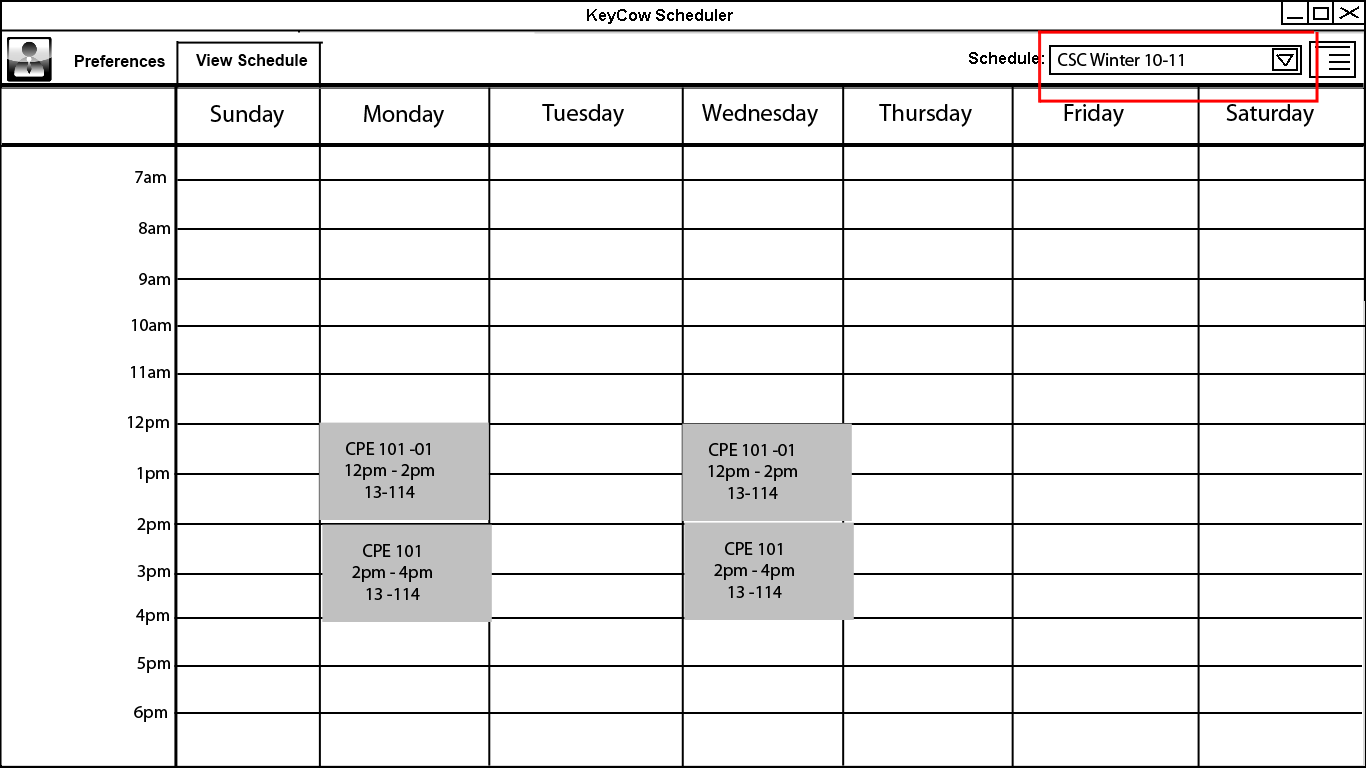 KeyCow Scheduler
Preferences
View Schedule
Schedule:
CSC Winter 10-11
Sunday
Monday
Tuesday
Wednesday
Thursday
Friday
Saturday
7am
8am
9am
10am
11am
12pm
CPE 101 -01
12pm - 2pm
13-114
CPE 101 -01
12pm - 2pm
13-114
1pm
2pm
CPE 101
2pm - 4pm
13 -114
CPE 101
2pm - 4pm
13 -114
3pm
4pm
5pm
6pm